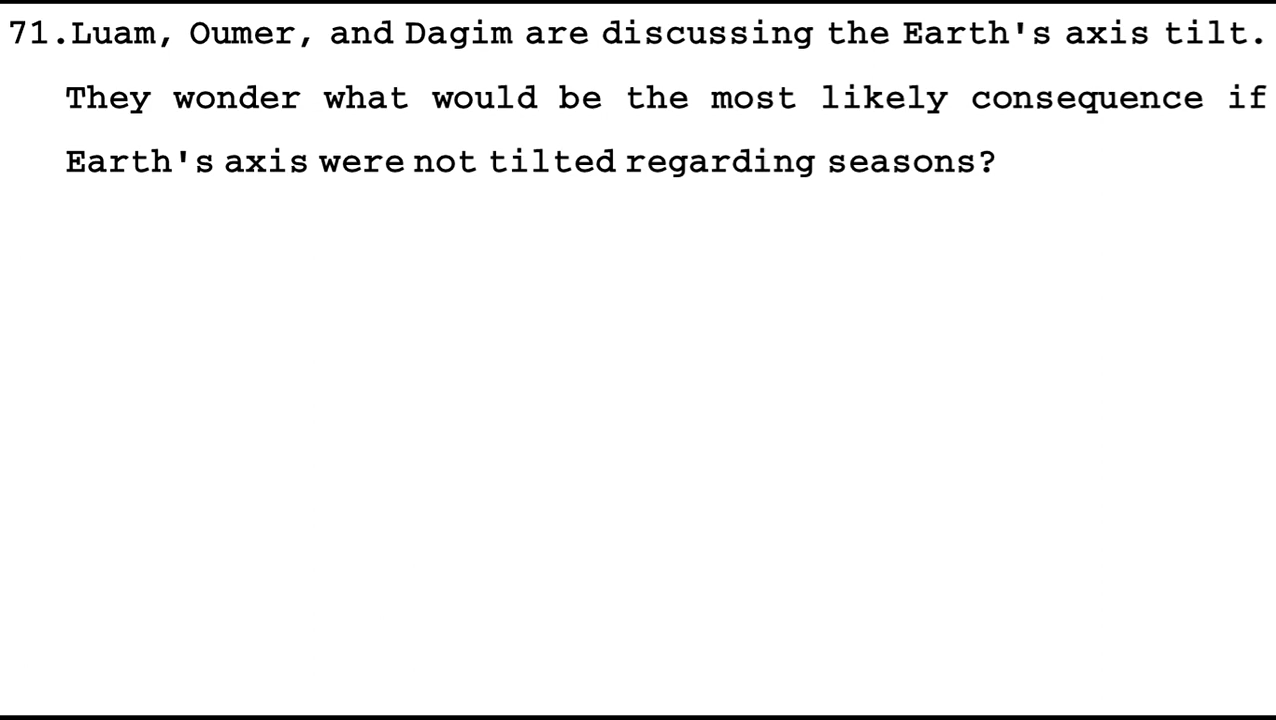 71.Luam, Oumer, and Dagim are discussing the Earth's axis tilt.
They wonder what would be the most likely consequence if
Earth's axis were not tilted regarding seasons?